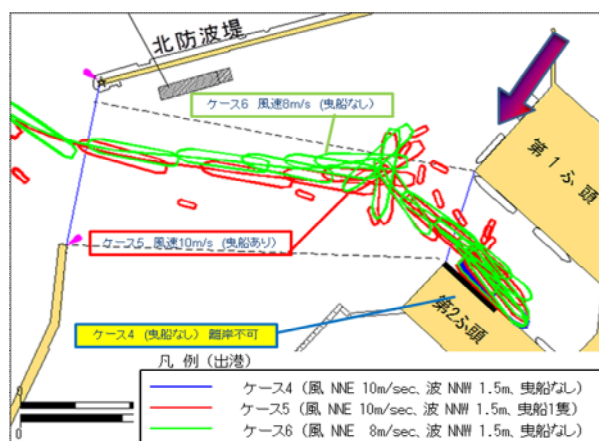 北防波堤
ケース6 風速8m/s (曳船なし)
第1ふ頭
ケース5 風速10m/s (曳船あり)
ケース4 (曳船なし) 離岸不可
第2ふ頭
凡 例 (出港)
ケース4 (風 NNE 10m/sec、波 NNW 1.5m、曳船なし)
ケース5 (風 NNE 10m/sec、波 NNW 1.5m、曳船1隻)
ケース6 (風 NNE 8m/sec、波 NNW 1.5m、曳船なし)
0